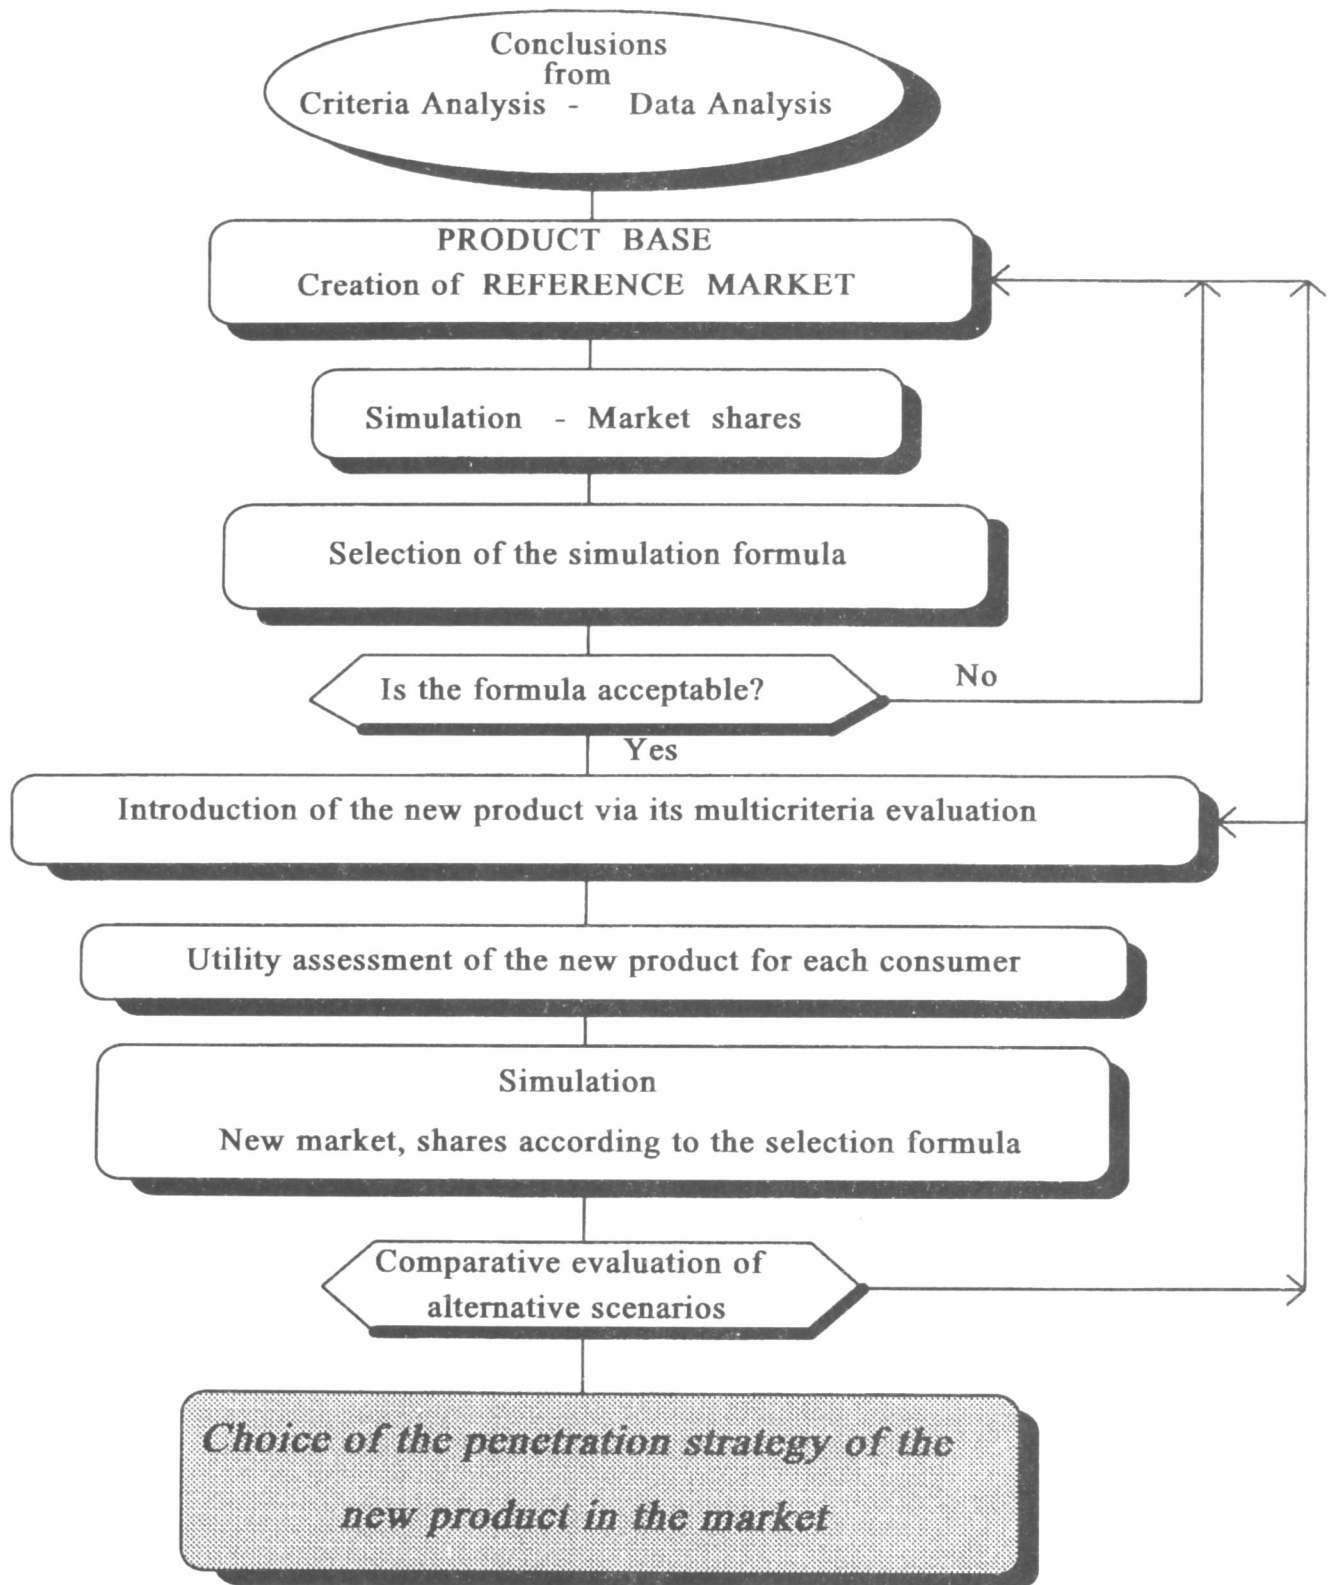 Conclusions
from
Criteria Analysis - Data Analysis
PRODUCT BASE
Creation of REFERENCE MARKET
Simulation - Market shares
Selection of the simulation formula
Is the formula acceptable?
No
Yes
Introduction of the new product via its multicriteria evaluation
Utility assessment of the new product for each consumer
Simulation
New market, shares according to the selection formula
Comparative evaluation of
alternative scenarios
Choice of the penetration strategy of the
new product in the market